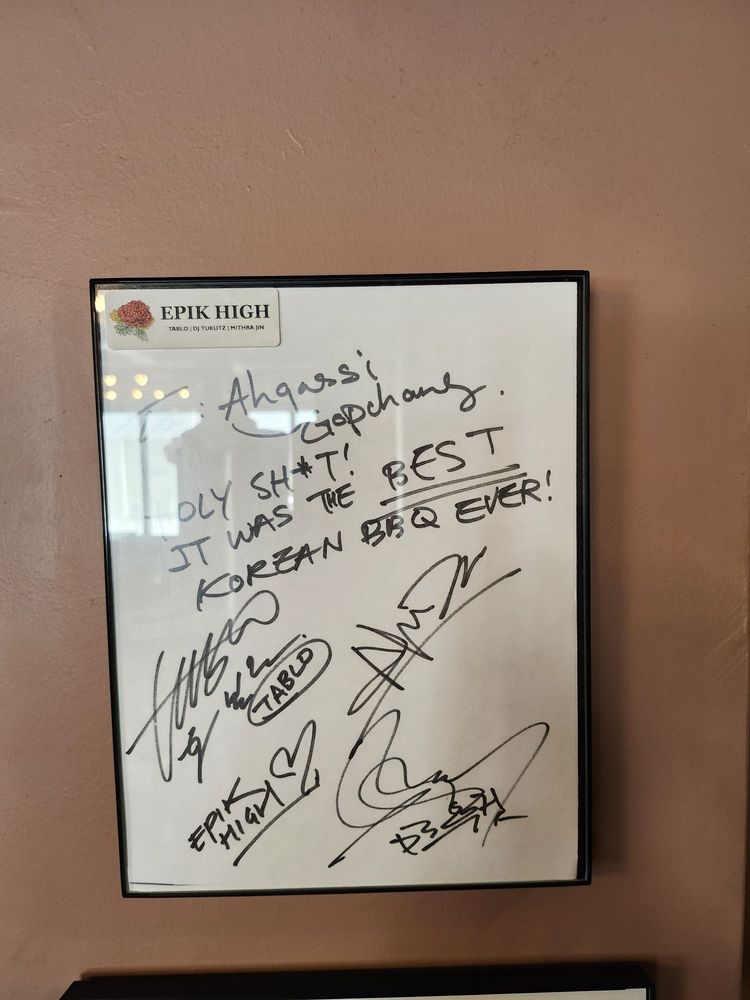 EPIK HIGH
TABLO | DJ TUKUTZ | MITHRA JIN
To : Ahgassi
Gopchang.
HOLY SH*T!
IT WAS THE BEST
KOREAN BBQ EVER!
TABLO
EPIK
HIGH